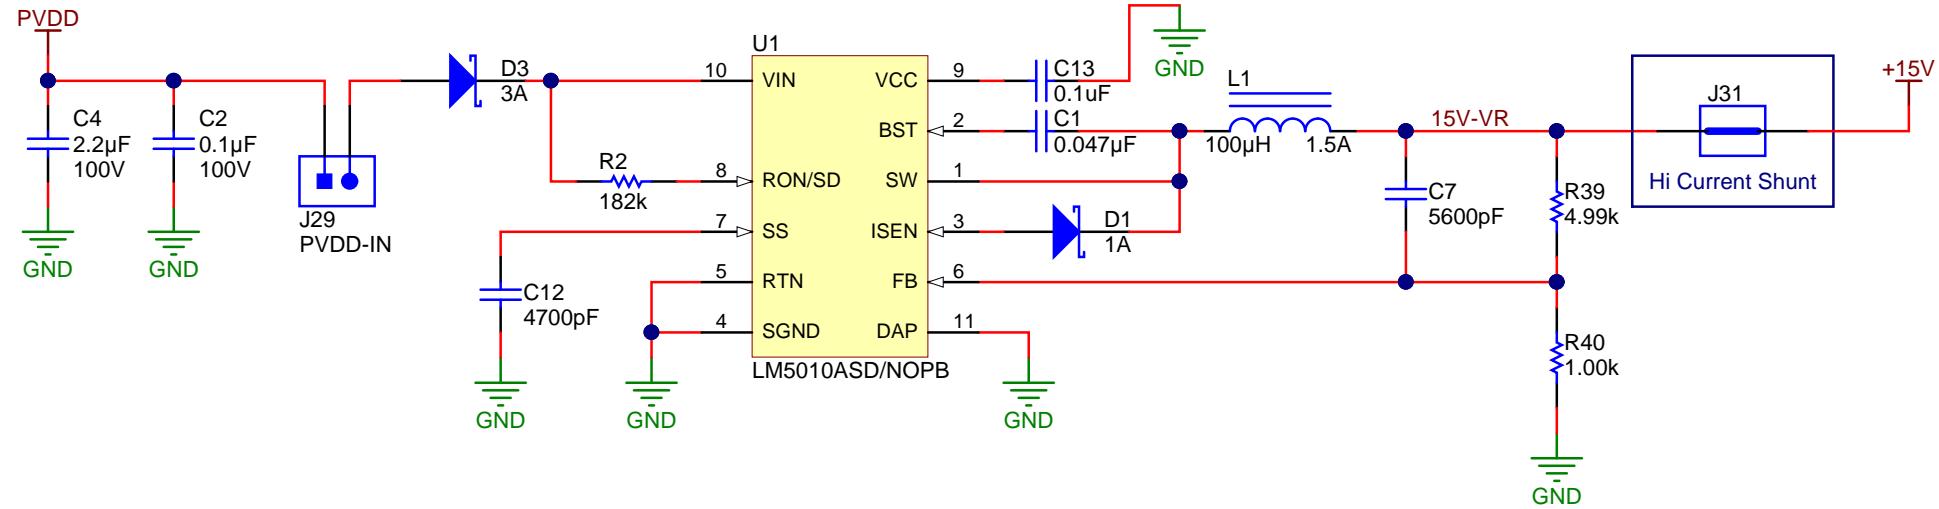 PVDD
C4
2.2µF
100V
GND
C2
0.1µF
100V
GND
J29
PVDD-IN
D3
3A
R2
182k
C12
4700pF
GND
GND
U1
10 VIN VCC 9
BST 2
8 RON/SD SW 1
7 SS ISEN 3
5 RTN FB 6
4 SGND DAP 11
LM5010ASD/NOPB
GND
C13
0.1uF
GND
C1
0.047µF
D1
1A
L1
100µH 1.5A
15V-VR
C7
5600pF
R39
4.99k
R40
1.00k
GND
J31
Hi Current Shunt
+15V